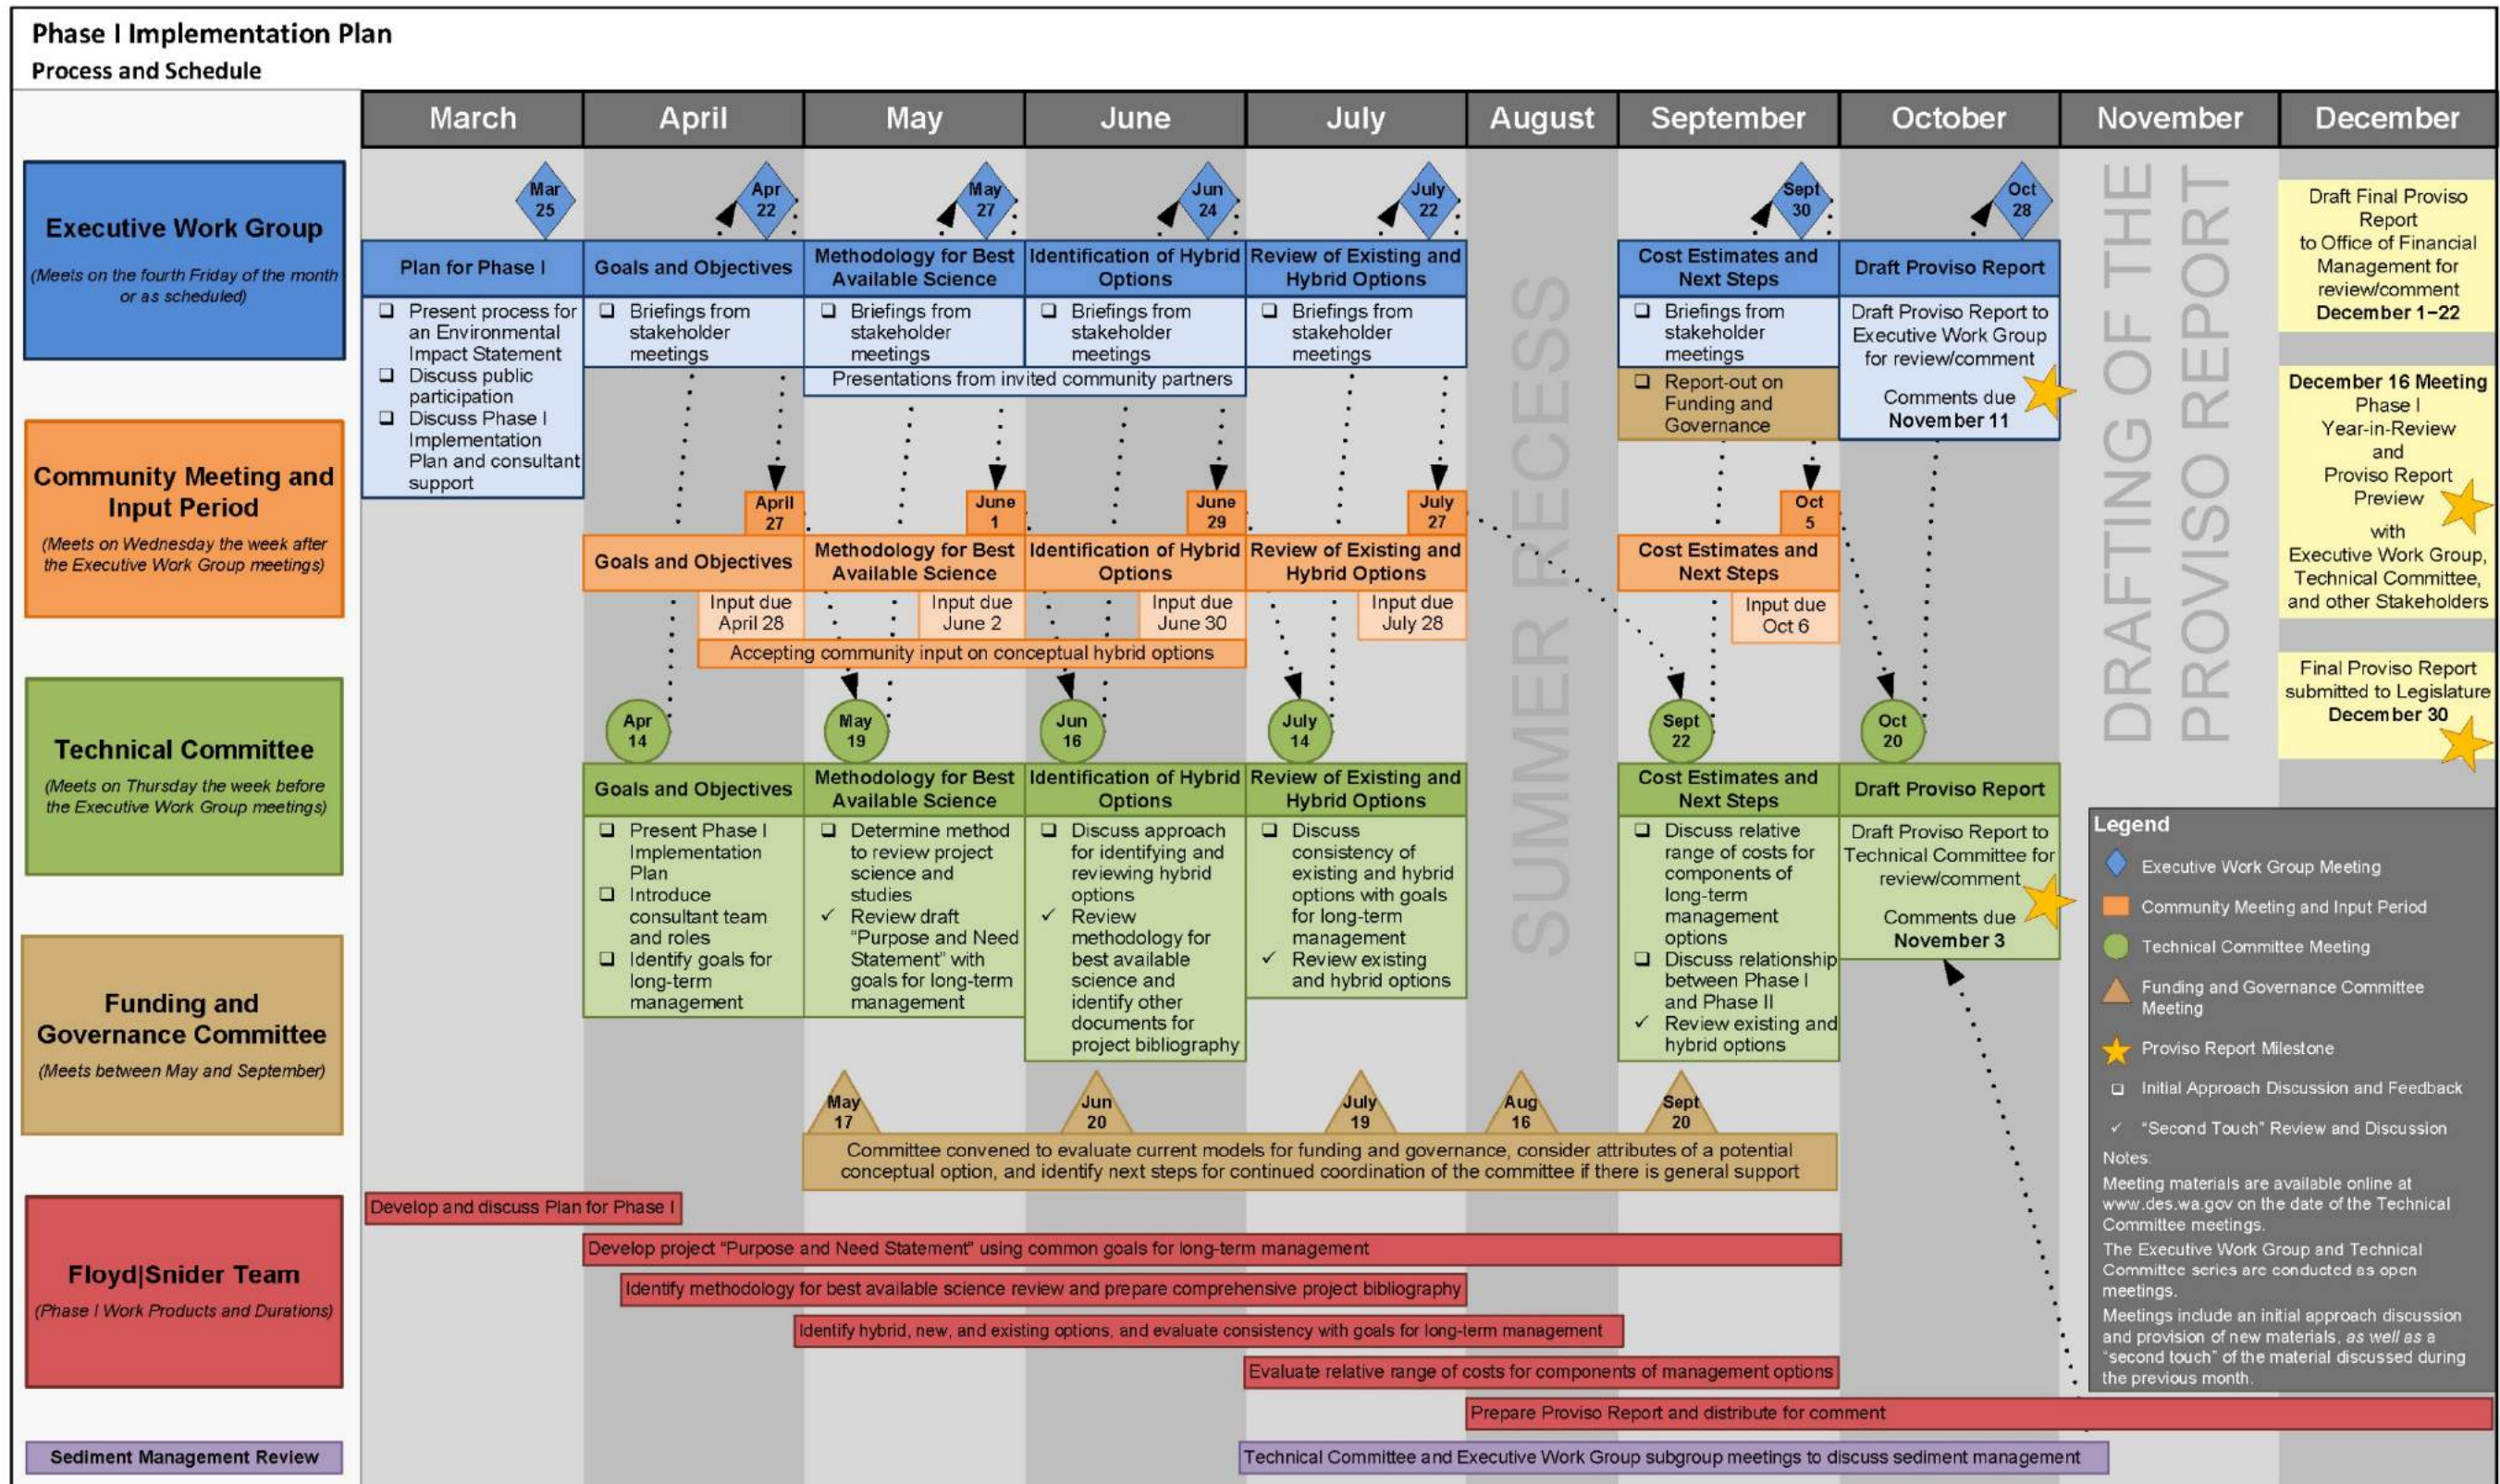 Phase I Implementation Plan
Process and Schedule
March
April
May
June
July
August
September
October
November
December
Executive Work Group
(Meets on the fourth Friday of the month
or as scheduled)
Mar
25
Apr
22
May
27
Jun
24
July
22
Sept
30
Oct
28
Plan for Phase I
❑ Present process for
an Environmental
Impact Statement
❑ Discuss public
participation
❑ Discuss Phase I
Implementation
Plan and consultant
support
Goals and Objectives
❑ Briefings from
stakeholder
meetings
Methodology for Best
Available Science
❑ Briefings from
stakeholder
meetings
Identification of Hybrid
Options
❑ Briefings from
stakeholder
meetings
Presentations from invited community partners
Review of Existing and
Hybrid Options
❑ Briefings from
stakeholder
meetings
Cost Estimates and
Next Steps
❑ Briefings from
stakeholder
meetings
❑ Report-out on
Funding and
Governance
Draft Proviso Report
Draft Proviso Report to
Executive Work Group
for review/comment
Comments due
November 11
SUMMER RECESS
DRAFTING OF THE
PROVISO REPORT
Draft Final Proviso
Report
to Office of Financial
Management for
review/comment
December 1–22
December 16 Meeting
Phase I
Year-in-Review
and
Proviso Report
Preview
with
Executive Work Group,
Technical Committee,
and other Stakeholders
Final Proviso Report
submitted to Legislature
December 30
Community Meeting and
Input Period
(Meets on Wednesday the week after
the Executive Work Group meetings)
April
27
June
1
June
29
July
27
Oct
5
Goals and Objectives
Methodology for Best
Available Science
Identification of Hybrid
Options
Review of Existing and
Hybrid Options
Cost Estimates and
Next Steps
Input due
April 28
Input due
June 2
Input due
June 30
Input due
July 28
Input due
Oct 6
Accepting community input on conceptual hybrid options
Technical Committee
(Meets on Thursday the week before
the Executive Work Group meetings)
Apr
14
May
19
Jun
16
July
14
Sept
22
Oct
20
Goals and Objectives
❑ Present Phase I
Implementation
Plan
❑ Introduce
consultant team
and roles
❑ Identify goals for
long-term
management
Methodology for Best
Available Science
❑ Determine method
to review project
science and
studies
✓ Review draft
"Purpose and Need
Statement" with
goals for long-term
management
Identification of Hybrid
Options
❑ Discuss approach
for identifying and
reviewing hybrid
options
✓ Review
methodology for
best available
science and
identify other
documents for
project bibliography
Review of Existing and
Hybrid Options
❑ Discuss
consistency of
existing and hybrid
options with goals
for long-term
management
✓ Review existing
and hybrid options
Cost Estimates and
Next Steps
❑ Discuss relative
range of costs for
components of
long-term
management
options
❑ Discuss relationship
between Phase I
and Phase II
✓ Review existing and
hybrid options
Draft Proviso Report
Draft Proviso Report to
Technical Committee for
review/comment
Comments due
November 3
Funding and
Governance Committee
(Meets between May and September)
May
17
Jun
20
July
19
Aug
16
Sept
20
Committee convened to evaluate current models for funding and governance, consider attributes of a potential
conceptual option, and identify next steps for continued coordination of the committee if there is general support
Floyd|Snider Team
(Phase I Work Products and Durations)
Develop and discuss Plan for Phase I
Develop project "Purpose and Need Statement" using common goals for long-term management
Identify methodology for best available science review and prepare comprehensive project bibliography
Identify hybrid, new, and existing options, and evaluate consistency with goals for long-term management
Evaluate relative range of costs for components of management options
Prepare Proviso Report and distribute for comment
Sediment Management Review
Technical Committee and Executive Work Group subgroup meetings to discuss sediment management
Legend
Executive Work Group Meeting
Community Meeting and Input Period
Technical Committee Meeting
Funding and Governance Committee
Meeting
Proviso Report Milestone
❑ Initial Approach Discussion and Feedback
✓ "Second Touch" Review and Discussion
Notes:
Meeting materials are available online at
www.des.wa.gov on the date of the Technical
Committee meetings.
The Executive Work Group and Technical
Committee series are conducted as open
meetings.
Meetings include an initial approach discussion
and provision of new materials, as well as a
"second touch" of the material discussed during
the previous month.